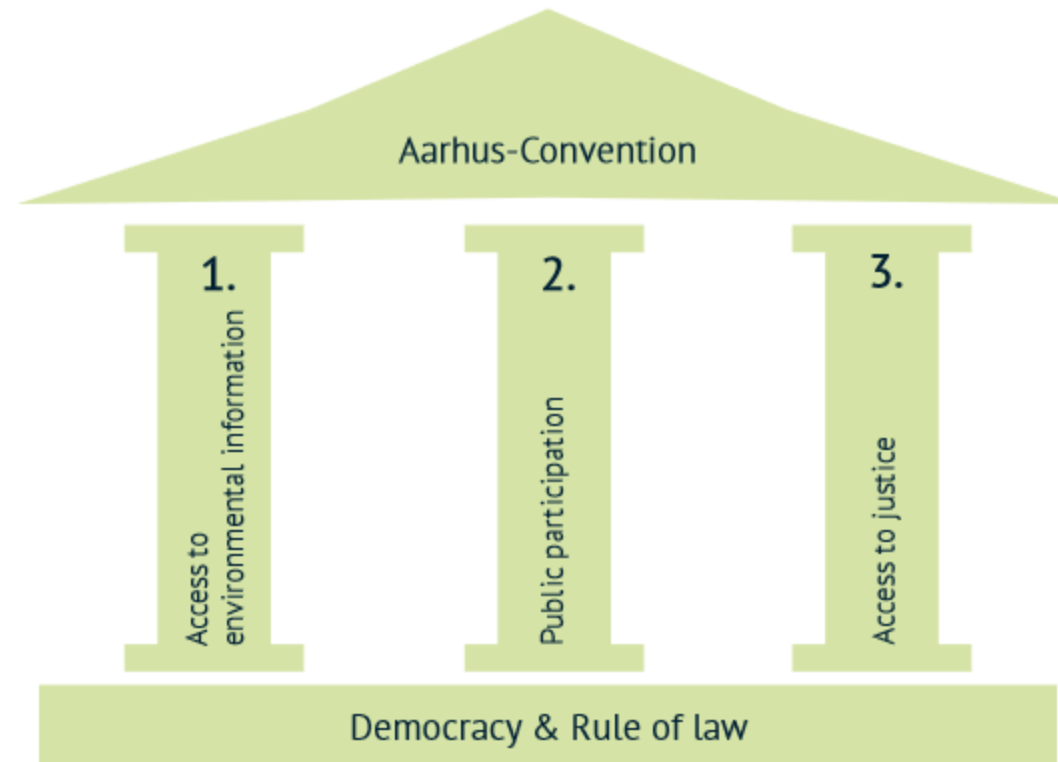 Aarhus-Convention
1.
Access to
environmental information
2.
Public participation
3.
Access to justice
Democracy & Rule of law